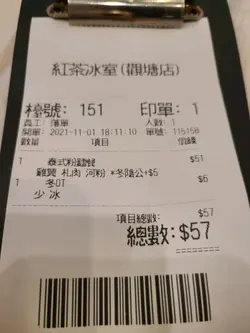 紅茶冰室(觀塘店)
檯號: 151 印單: 1
員工: 落單 人數: 1
開單: 2021-11-01 18:11:10 單號: 115158
數量 項目 價錢
1 泰式粉麵餐 $51
雞翼 札肉 河粉 *冬陰公+$5
1 冬OT $6
少 冰
項目總數: $57
總數: $57